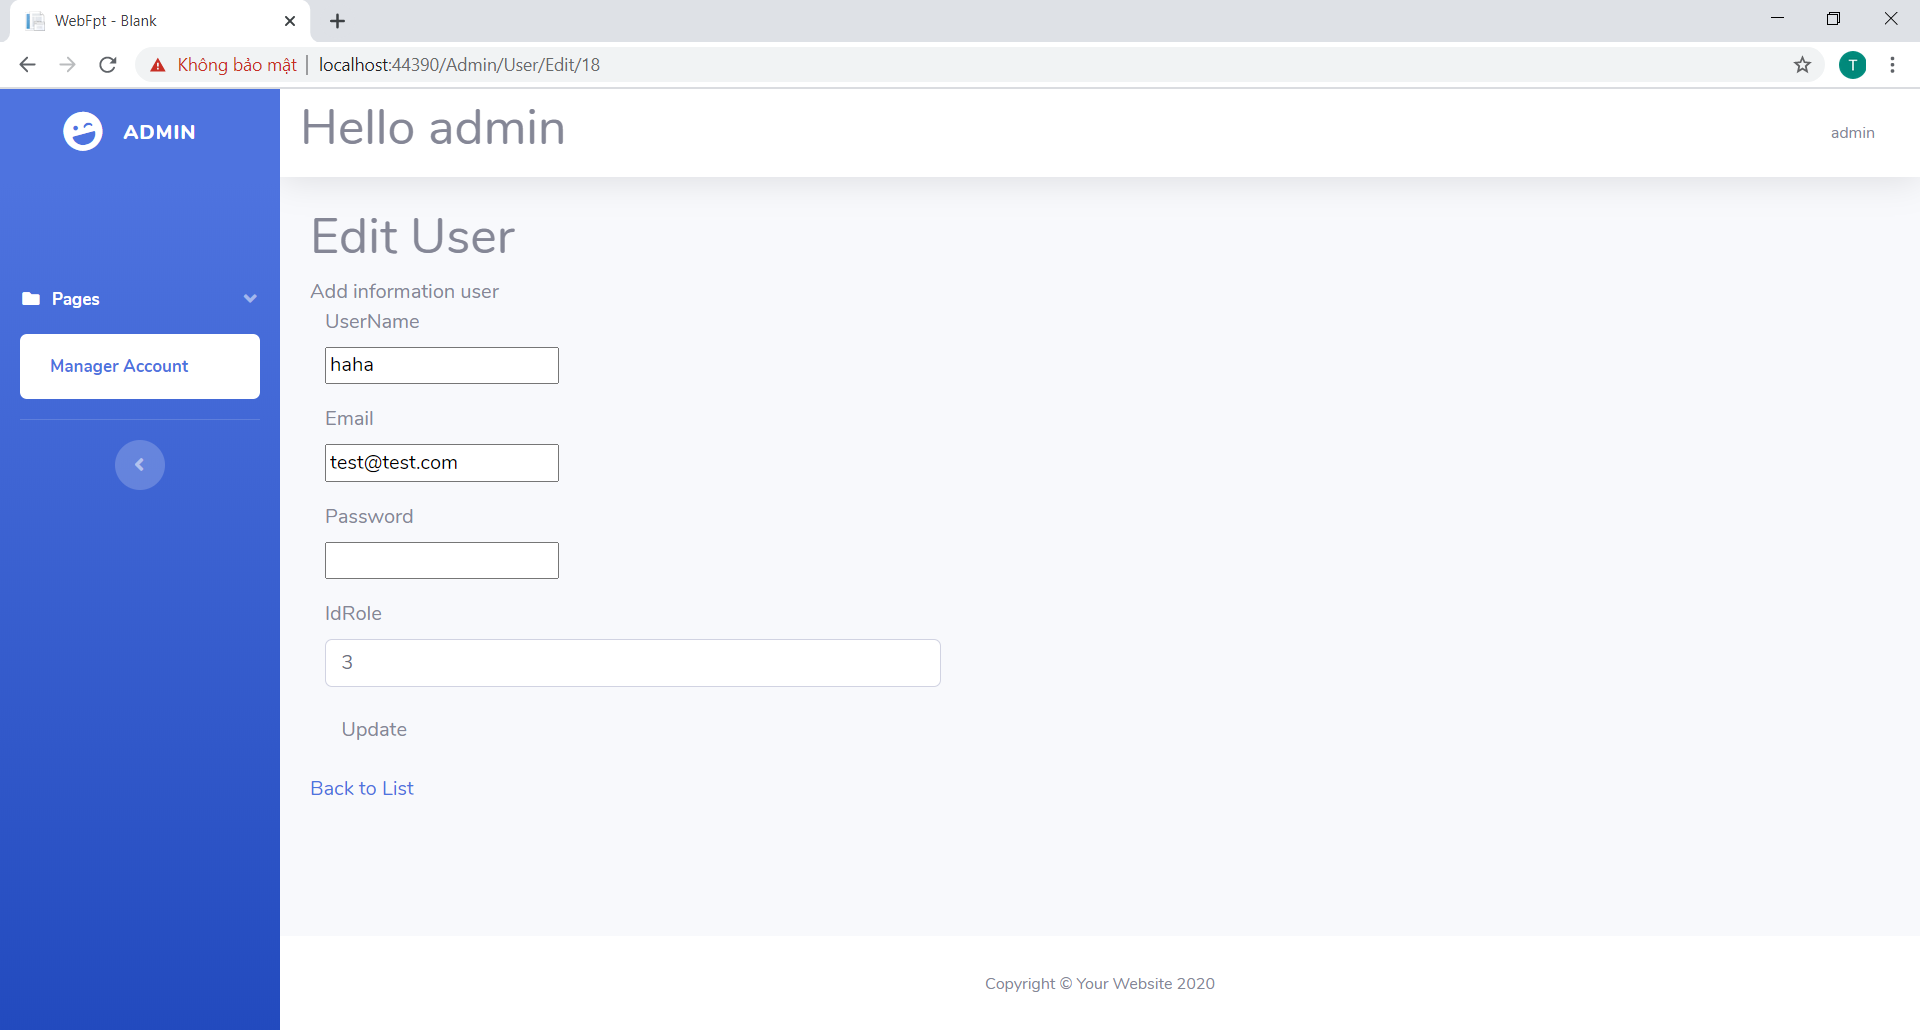 WebFpt - Blank
Không bảo mật | localhost:44390/Admin/User/Edit/18
T
ADMIN
Hello admin
admin
Pages
Manager Account
Edit User
Add information user
UserName
haha
Email
test@test.com
Password
IdRole
3
Update
Back to List
Copyright © Your Website 2020